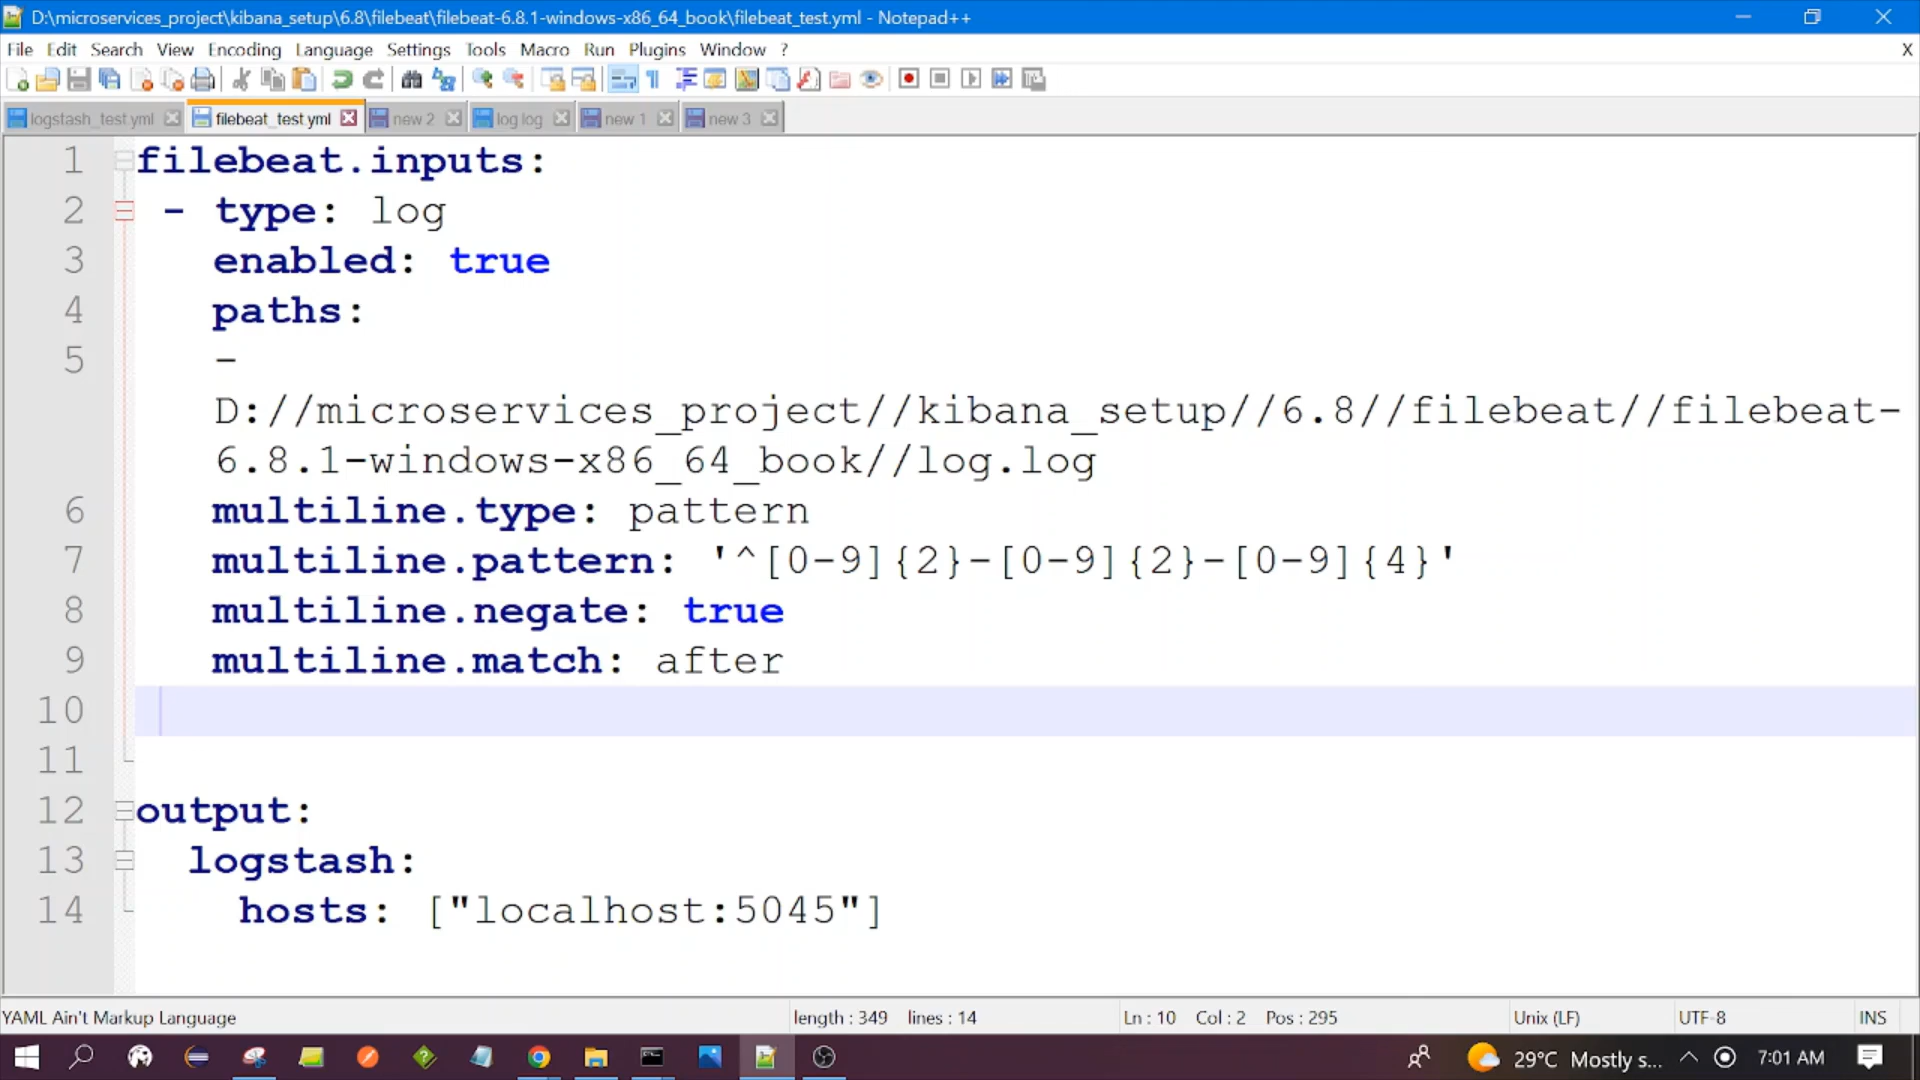 D:\microservices_project\kibana_setup\6.8\filebeat\filebeat-6.8.1-windows-x86_64_book\filebeat_test.yml - Notepad++
File Edit Search View Encoding Language Settings Tools Macro Run Plugins Window ? X
logstash_test.yml filebeat_test.yml new 2 log.log new 1 new 3
1 filebeat.inputs:
2 - type: log
3 enabled: true
4 paths:
5 -
D://microservices_project//kibana_setup//6.8//filebeat//filebeat-
6.8.1-windows-x86_64_book//log.log
6 multiline.type: pattern
7 multiline.pattern: '^[0-9]{2}-[0-9]{2}-[0-9]{4}'
8 multiline.negate: true
9 multiline.match: after
10
11
12 output:
13 logstash:
14 hosts: ["localhost:5045"]
YAML Ain't Markup Language length : 349 lines : 14 Ln : 10 Col : 2 Pos : 295 Unix (LF) UTF-8 INS
29°C Mostly s... 7:01 AM